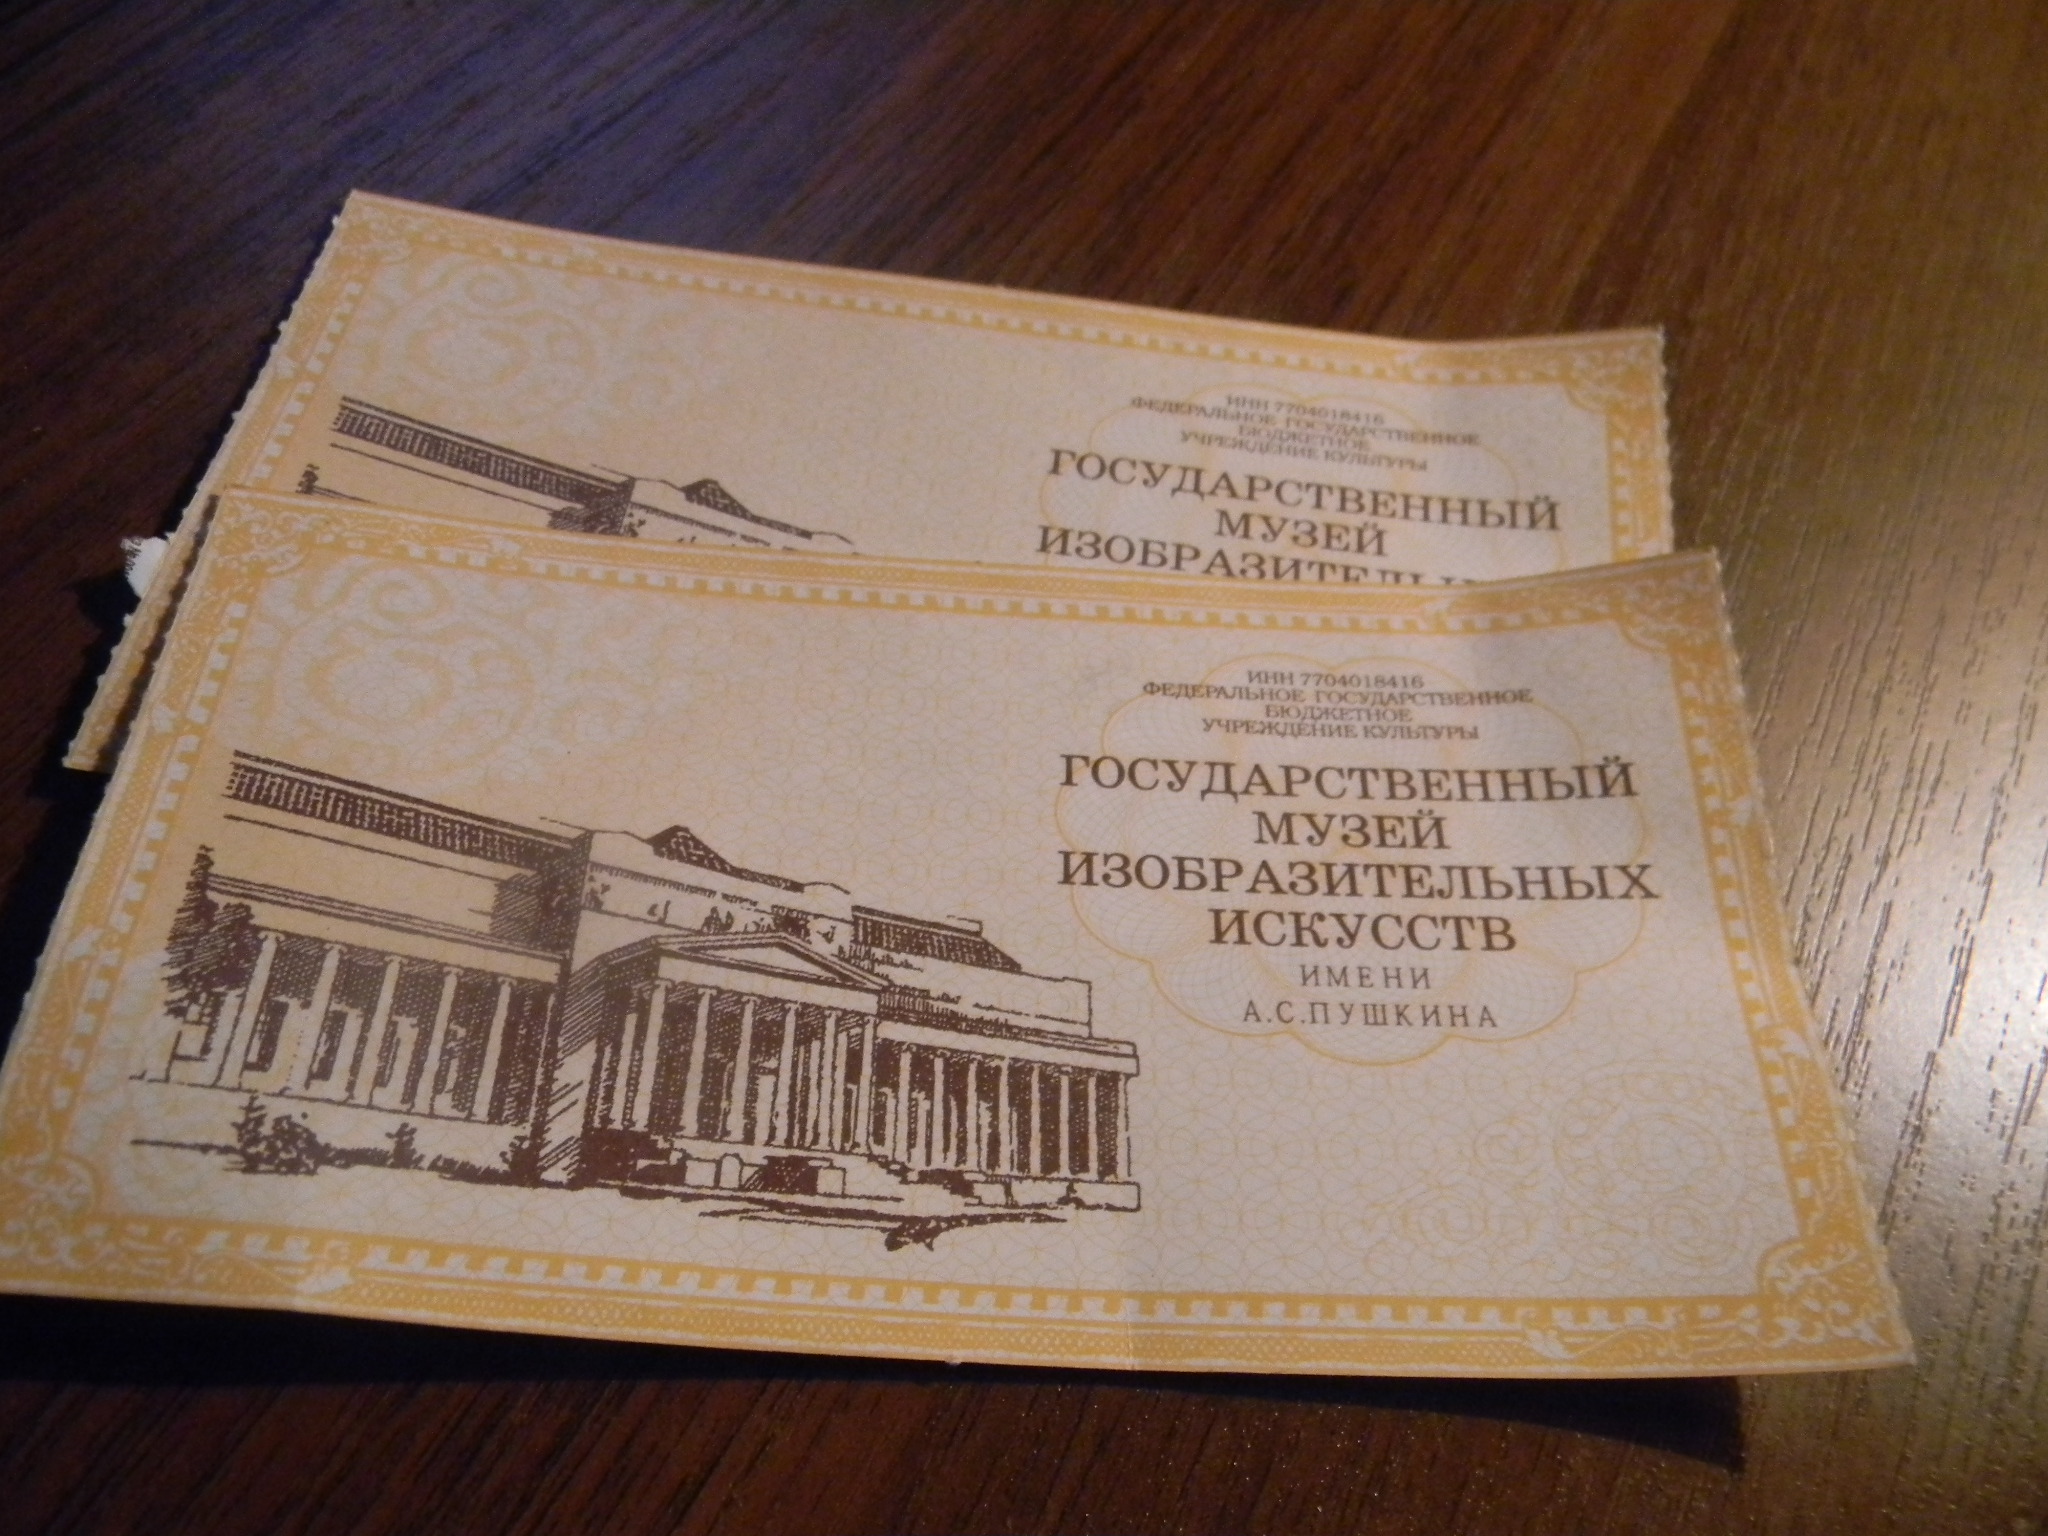 ИНН 7704018416
ФЕДЕРАЛЬНОЕ ГОСУДАРСТВЕННОЕ
БЮДЖЕТНОЕ
УЧРЕЖДЕНИЕ КУЛЬТУРЫ
ГОСУДАРСТВЕННЫЙ
МУЗЕЙ
ИЗОБРАЗИТЕЛЬН
ИНН 7704018416
ФЕДЕРАЛЬНОЕ ГОСУДАРСТВЕННОЕ
БЮДЖЕТНОЕ
УЧРЕЖДЕНИЕ КУЛЬТУРЫ
ГОСУДАРСТВЕННЫЙ
МУЗЕЙ
ИЗОБРАЗИТЕЛЬНЫХ
ИСКУССТВ
ИМЕНИ
А.С.ПУШКИНА